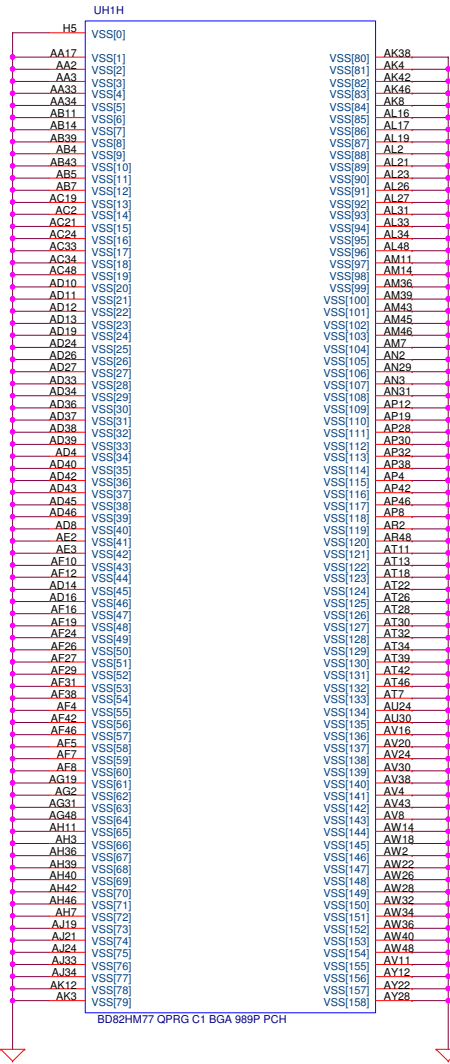 UH1H
H5 VSS[0]
AA17 VSS[1]
AA2 VSS[2]
AA3 VSS[3]
AA33 VSS[4]
AA34 VSS[5]
AB11 VSS[6]
AB14 VSS[7]
AB39 VSS[8]
AB4 VSS[9]
AB43 VSS[10]
AB5 VSS[11]
AB7 VSS[12]
AC19 VSS[13]
AC2 VSS[14]
AC21 VSS[15]
AC24 VSS[16]
AC33 VSS[17]
AC34 VSS[18]
AC48 VSS[19]
AD10 VSS[20]
AD11 VSS[21]
AD12 VSS[22]
AD13 VSS[23]
AD19 VSS[24]
AD24 VSS[25]
AD26 VSS[26]
AD27 VSS[27]
AD33 VSS[28]
AD34 VSS[29]
AD36 VSS[30]
AD37 VSS[31]
AD38 VSS[32]
AD39 VSS[33]
AD4 VSS[34]
AD40 VSS[35]
AD42 VSS[36]
AD43 VSS[37]
AD45 VSS[38]
AD46 VSS[39]
AD8 VSS[40]
AE2 VSS[41]
AE3 VSS[42]
AF10 VSS[43]
AF12 VSS[44]
AD14 VSS[45]
AD16 VSS[46]
AF16 VSS[47]
AF19 VSS[48]
AF24 VSS[49]
AF26 VSS[50]
AF27 VSS[51]
AF29 VSS[52]
AF31 VSS[53]
AF38 VSS[54]
AF4 VSS[55]
AF42 VSS[56]
AF46 VSS[57]
AF5 VSS[58]
AF7 VSS[59]
AF8 VSS[60]
AG19 VSS[61]
AG2 VSS[62]
AG31 VSS[63]
AG48 VSS[64]
AH11 VSS[65]
AH3 VSS[66]
AH36 VSS[67]
AH39 VSS[68]
AH40 VSS[69]
AH42 VSS[70]
AH46 VSS[71]
AH7 VSS[72]
AJ19 VSS[73]
AJ21 VSS[74]
AJ24 VSS[75]
AJ33 VSS[76]
AJ34 VSS[77]
AK12 VSS[78]
AK3 VSS[79]
VSS[80] AK38
VSS[81] AK4
VSS[82] AK42
VSS[83] AK46
VSS[84] AK8
VSS[85] AL16
VSS[86] AL17
VSS[87] AL19
VSS[88] AL2
VSS[89] AL21
VSS[90] AL23
VSS[91] AL26
VSS[92] AL27
VSS[93] AL31
VSS[94] AL33
VSS[95] AL34
VSS[96] AL48
VSS[97] AM11
VSS[98] AM14
VSS[99] AM36
VSS[100] AM39
VSS[101] AM43
VSS[102] AM45
VSS[103] AM46
VSS[104] AM7
VSS[105] AN2
VSS[106] AN29
VSS[107] AN3
VSS[108] AN31
VSS[109] AP12
VSS[110] AP19
VSS[111] AP28
VSS[112] AP30
VSS[113] AP32
VSS[114] AP38
VSS[115] AP4
VSS[116] AP42
VSS[117] AP46
VSS[118] AP8
VSS[119] AR2
VSS[120] AR48
VSS[121] AT11
VSS[122] AT13
VSS[123] AT18
VSS[124] AT22
VSS[125] AT26
VSS[126] AT28
VSS[127] AT30
VSS[128] AT32
VSS[129] AT34
VSS[130] AT39
VSS[131] AT42
VSS[132] AT46
VSS[133] AT7
VSS[134] AU24
VSS[135] AU30
VSS[136] AV16
VSS[137] AV20
VSS[138] AV24
VSS[139] AV30
VSS[140] AV38
VSS[141] AV4
VSS[142] AV43
VSS[143] AV8
VSS[144] AW14
VSS[145] AW18
VSS[146] AW2
VSS[147] AW22
VSS[148] AW26
VSS[149] AW28
VSS[150] AW32
VSS[151] AW34
VSS[152] AW36
VSS[153] AW40
VSS[154] AW48
VSS[155] AV11
VSS[156] AY12
VSS[157] AY22
VSS[158] AY28
BD82HM77 QPRG C1 BGA 989P PCH